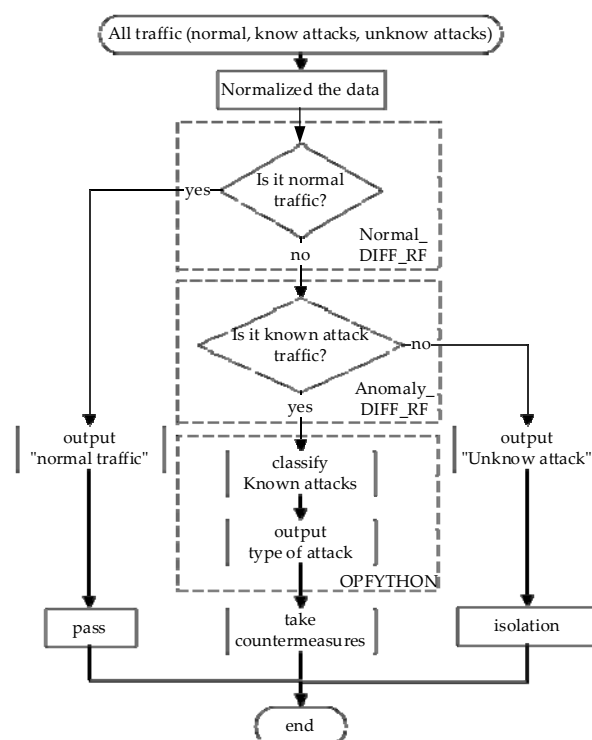 All traffic (normal, know attacks, unknow attacks)
Normalized the data
Is it normal
traffic?
yes
Normal_
DIFF_RF
no
Is it known attack
traffic?
no
Anomaly_
DIFF_RF
yes
output
"normal traffic"
classify
Known attacks
output
"Unknow attack"
output
type of attack
OPFYTHON
pass
take
countermeasures
isolation
end